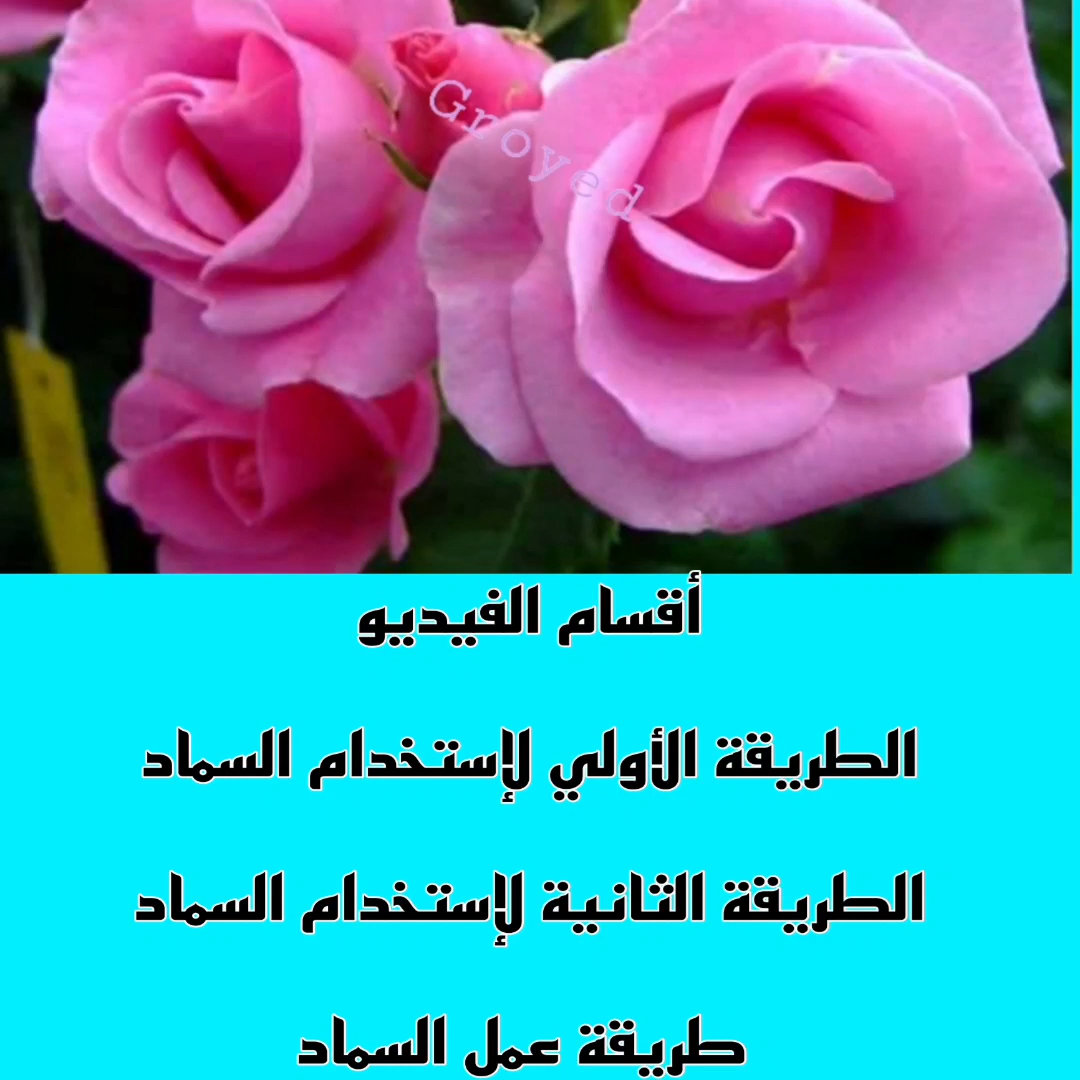 Groyed
أقسام الفيديو
الطريقة الأولي لإستخدام السماد
الطريقة الثانية لإستخدام السماد
طريقة عمل السماد